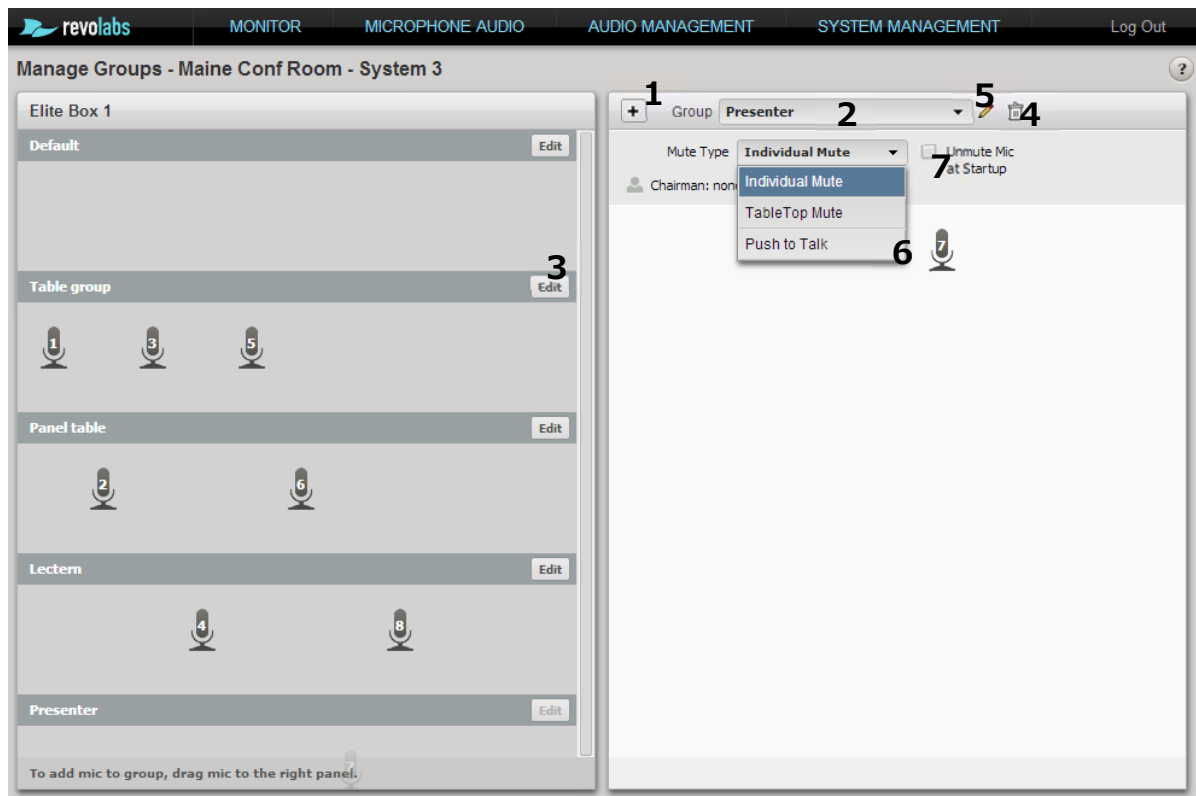 revolabs MONITOR MICROPHONE AUDIO AUDIO MANAGEMENT SYSTEM MANAGEMENT Log Out
Manage Groups - Maine Conf Room - System 3 ?
Elite Box 1
Default Edit
Table group Edit
3
1 3 5
Panel table Edit
2 6
Lectern Edit
4 8
Presenter Edit
7
To add mic to group, drag mic to the right panel.
+ 1 Group Presenter 2 5 4
Mute Type Individual Mute 7 Unmute Mic
at Startup
Chairman: none
Individual Mute
TableTop Mute
Push to Talk 6
7